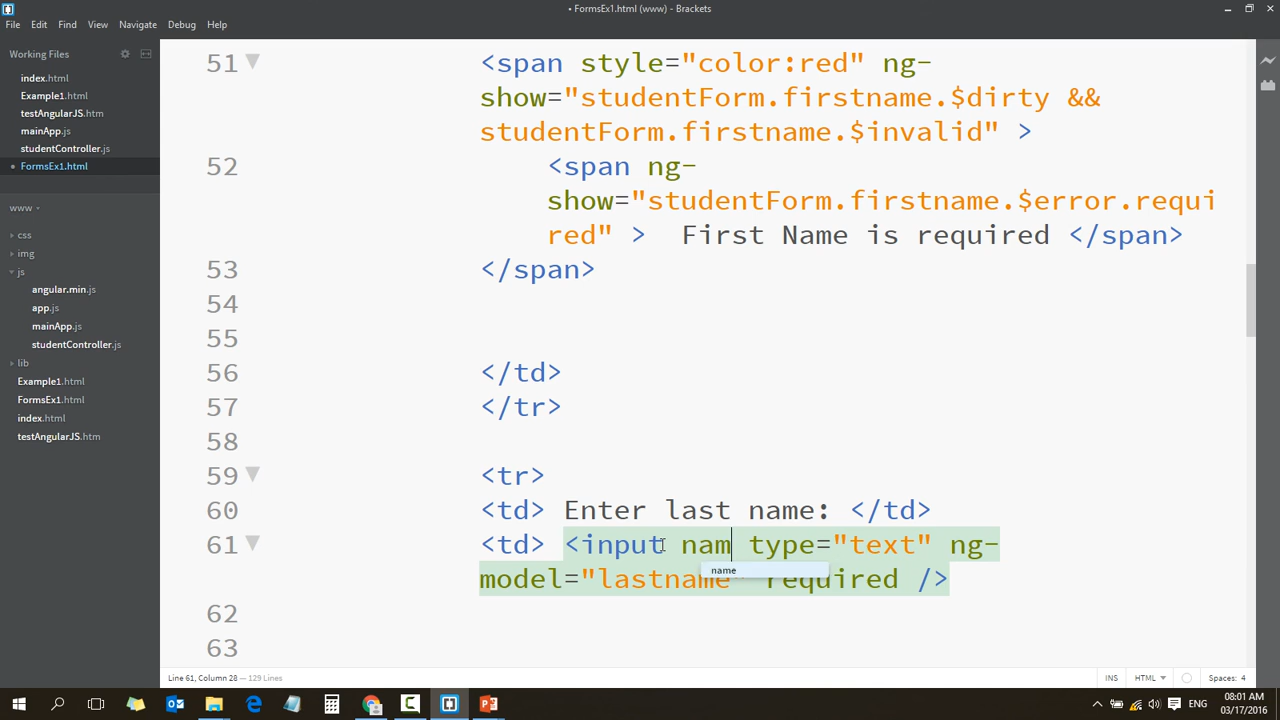 • FormsEx1.html (www) - Brackets
File Edit Find View Navigate Debug Help
Working Files
index.html
Example1.html
testAngularJS.htm
mainApp.js
studentController.js
• FormsEx1.html
www
css
img
js
angular.min.js
app.js
mainApp.js
studentController.js
lib
Example1.html
FormsEx1.html
index.html
testAngularJS.htm
51 <span style="color:red" ng-
show="studentForm.firstname.$dirty &&
studentForm.firstname.$invalid" >
52 <span ng-
show="studentForm.firstname.$error.requi
red" > First Name is required </span>
53 </span>
54
55
56 </td>
57 </tr>
58
59 <tr>
60 <td> Enter last name: </td>
61 <td> <input nam type="text" ng-
name
model="lastname" required />
62
63
Line 61, Column 28 — 129 Lines
INS HTML Spaces: 4
ENG
08:01 AM
03/17/2016